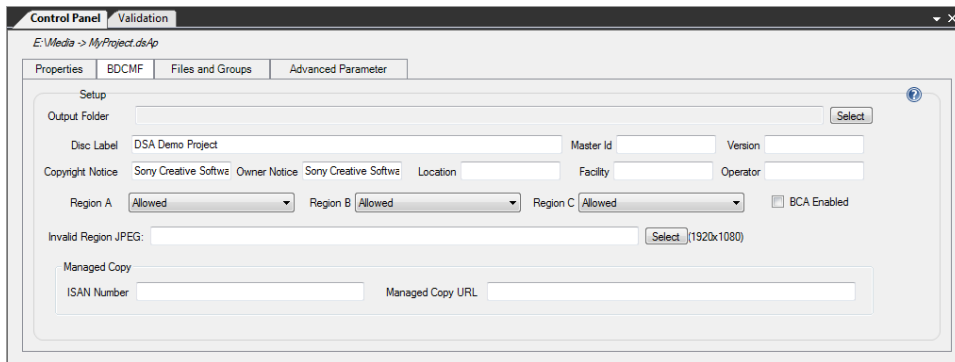 Control Panel Validation
E:\Media -> MyProject.dsAp
Properties BDCMF Files and Groups Advanced Parameter
Setup
Output Folder Select
Disc Label DSA Demo Project Master Id Version
Copyright Notice Sony Creative Softwa Owner Notice Sony Creative Softwa Location Facility Operator
Region A Allowed Region B Allowed Region C Allowed BCA Enabled
Invalid Region JPEG: Select (1920x1080)
Managed Copy
ISAN Number Managed Copy URL